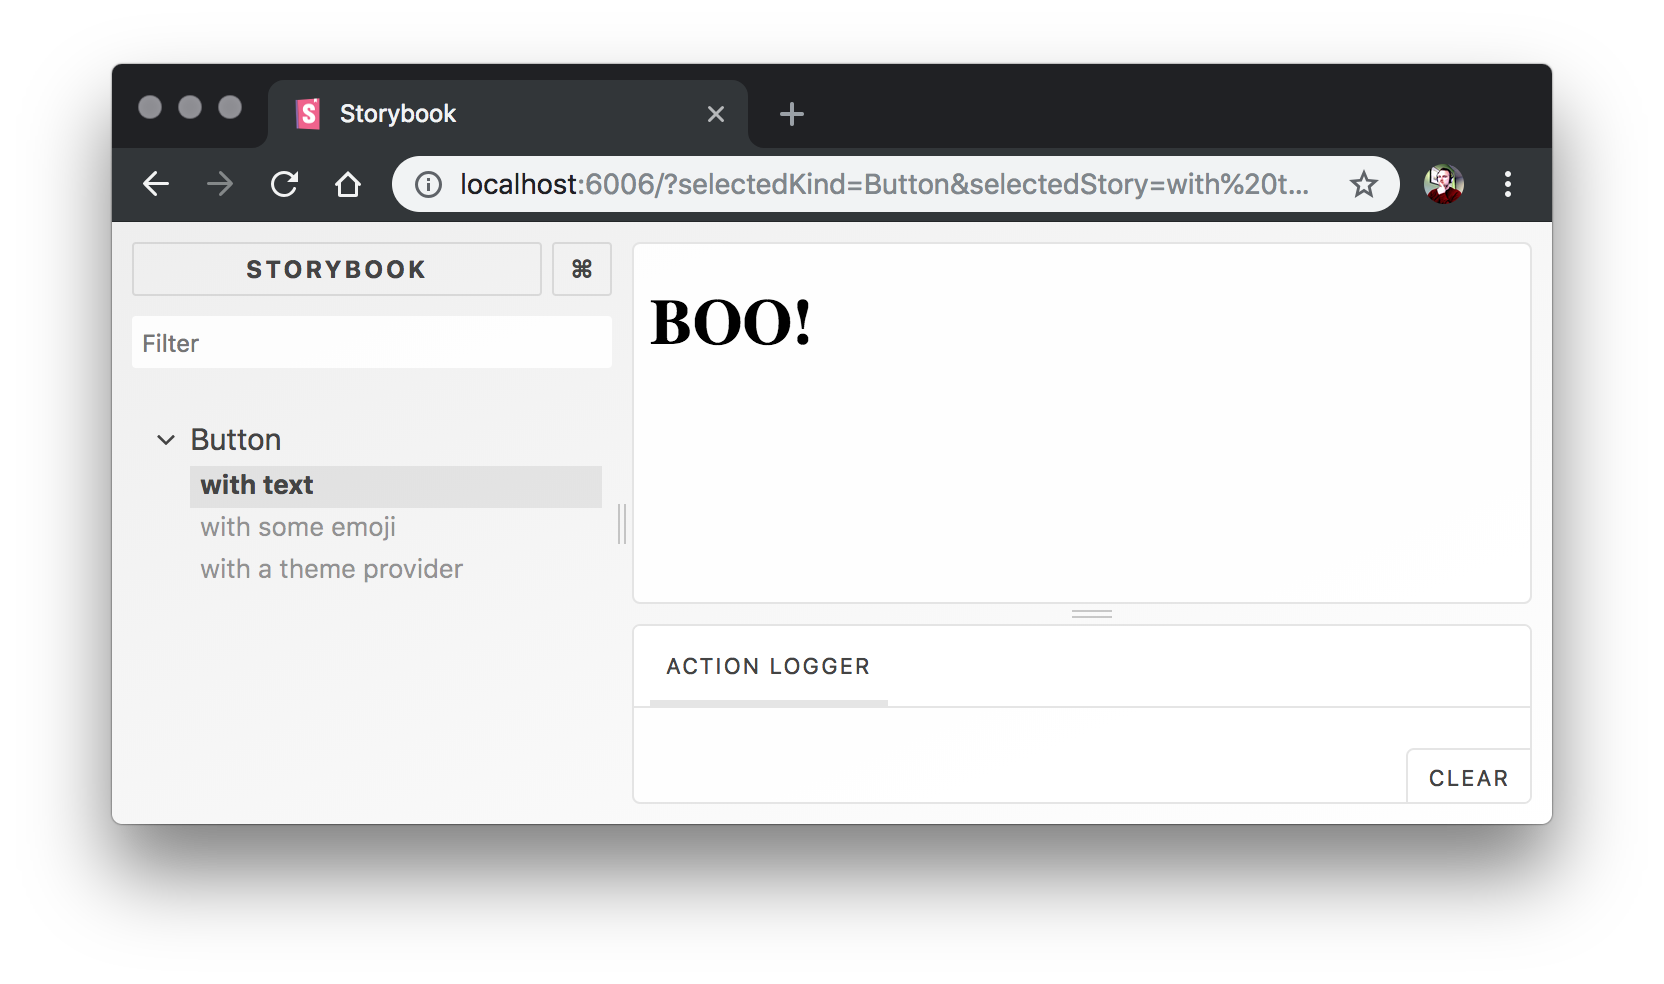 Storybook
localhost:6006/?selectedKind=Button&selectedStory=with%20t...
STORYBOOK ⌘
Filter
Button
with text
with some emoji
with a theme provider
BOO!
ACTION LOGGER
CLEAR